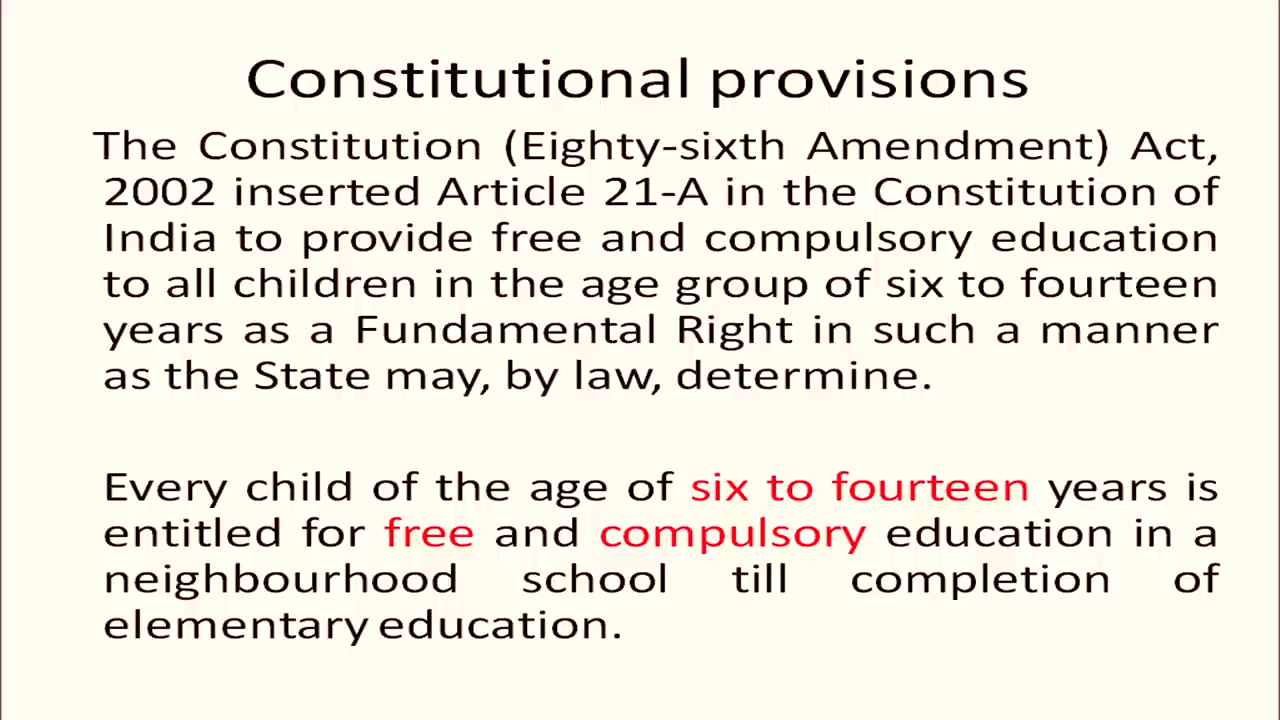 Constitutional provisions
The Constitution (Eighty-sixth Amendment) Act,
2002 inserted Article 21-A in the Constitution of
India to provide free and compulsory education
to all children in the age group of six to fourteen
years as a Fundamental Right in such a manner
as the State may, by law, determine.
Every child of the age of six to fourteen years is
entitled for free and compulsory education in a
neighbourhood school till completion of
elementary education.